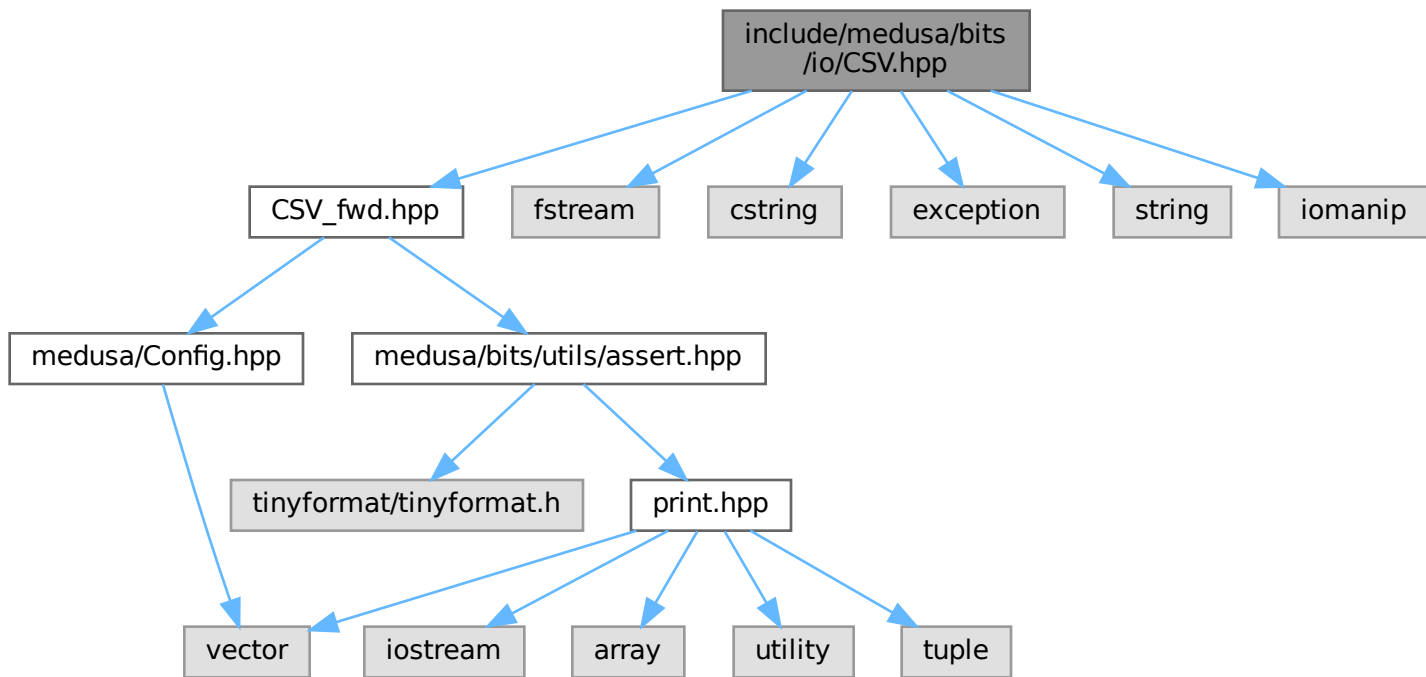 include/medusa/bits
/io/CSV.hpp
CSV_fwd.hpp
fstream
cstring
exception
string
iomanip
medusa/Config.hpp
medusa/bits/utils/assert.hpp
tinyformat/tinyformat.h
print.hpp
vector
iostream
array
utility
tuple